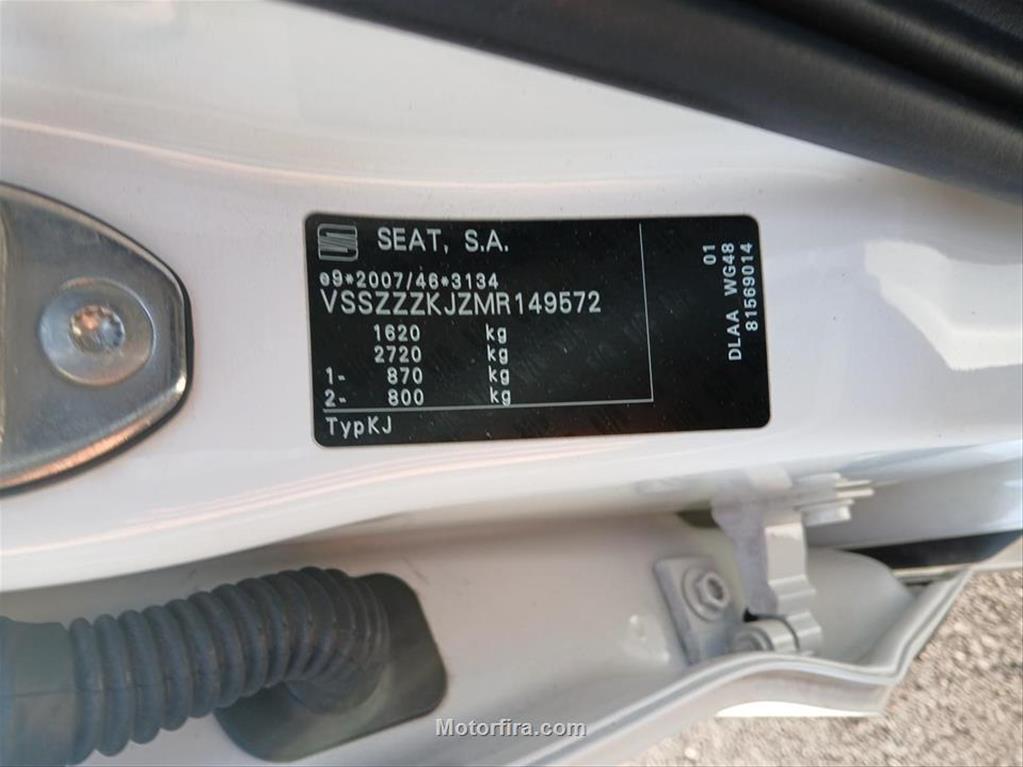 SEAT, S.A.
e9*2007/46*3134
VSSZZZKJZMR149572
1620 kg
2720 kg
1- 870 kg
2- 800 kg
TypKJ
01
DLAA WG48
81569014
Motorfira.com